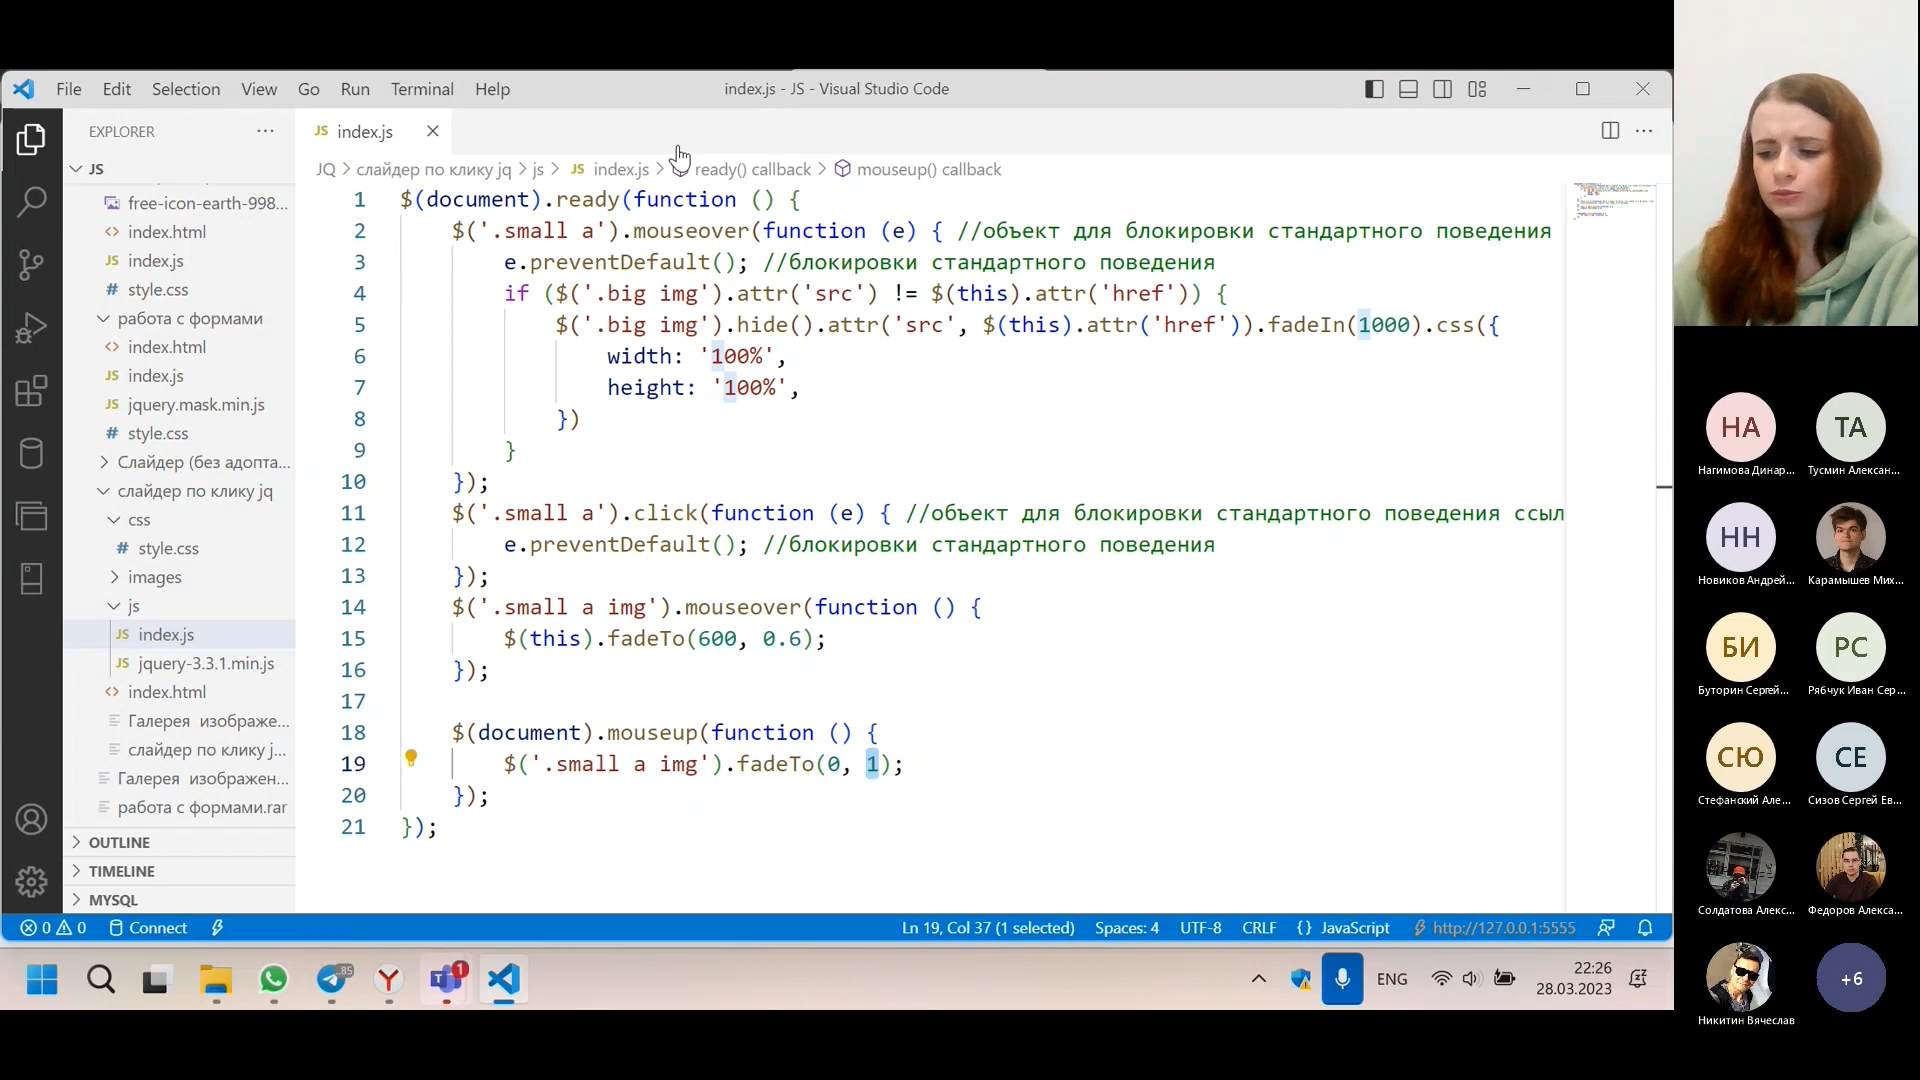 File Edit Selection View Go Run Terminal Help
index.js - JS - Visual Studio Code
EXPLORER
JS
free-icon-earth-998...
index.html
JS index.js
# style.css
работа с формами
index.html
JS index.js
JS jquery.mask.min.js
# style.css
Слайдер (без адопта...
слайдер по клику jq
css
# style.css
images
js
JS index.js
JS jquery-3.3.1.min.js
index.html
Галерея изображе...
слайдер по клику j...
Галерея изображен...
работа с формами.rar
OUTLINE
TIMELINE
MYSQL
JS index.js
JQ > слайдер по клику jq > js > JS index.js > ready() callback > mouseup() callback
1 $(document).ready(function () {
2 $('.small a').mouseover(function (e) { //объект для блокировки стандартного поведения
3 e.preventDefault(); //блокировки стандартного поведения
4 if ($('.big img').attr('src') != $(this).attr('href')) {
5 $('.big img').hide().attr('src', $(this).attr('href')).fadeIn(1000).css({
6 width: '100%',
7 height: '100%',
8 })
9 }
10 });
11 $('.small a').click(function (e) { //объект для блокировки стандартного поведения ссыл
12 e.preventDefault(); //блокировки стандартного поведения
13 });
14 $('.small a img').mouseover(function () {
15 $(this).fadeTo(600, 0.6);
16 });
17
18 $(document).mouseup(function () {
19 $('.small a img').fadeTo(0, 1);
20 });
21 });
0 0 Connect
Ln 19, Col 37 (1 selected) Spaces: 4 UTF-8 CRLF {} JavaScript http://127.0.0.1:5555
85
1
ENG
22:26
28.03.2023
НА
Нагимова Динар...
ТА
Тусмин Алексан...
НН
Новиков Андрей...
Карамышев Мих...
БИ
Буторин Сергей...
РС
Рябчук Иван Сер...
СЮ
Стефанский Але...
СЕ
Сизов Сергей Ев...
Солдатова Алекс...
Федоров Алекса...
Никитин Вячеслав
+6